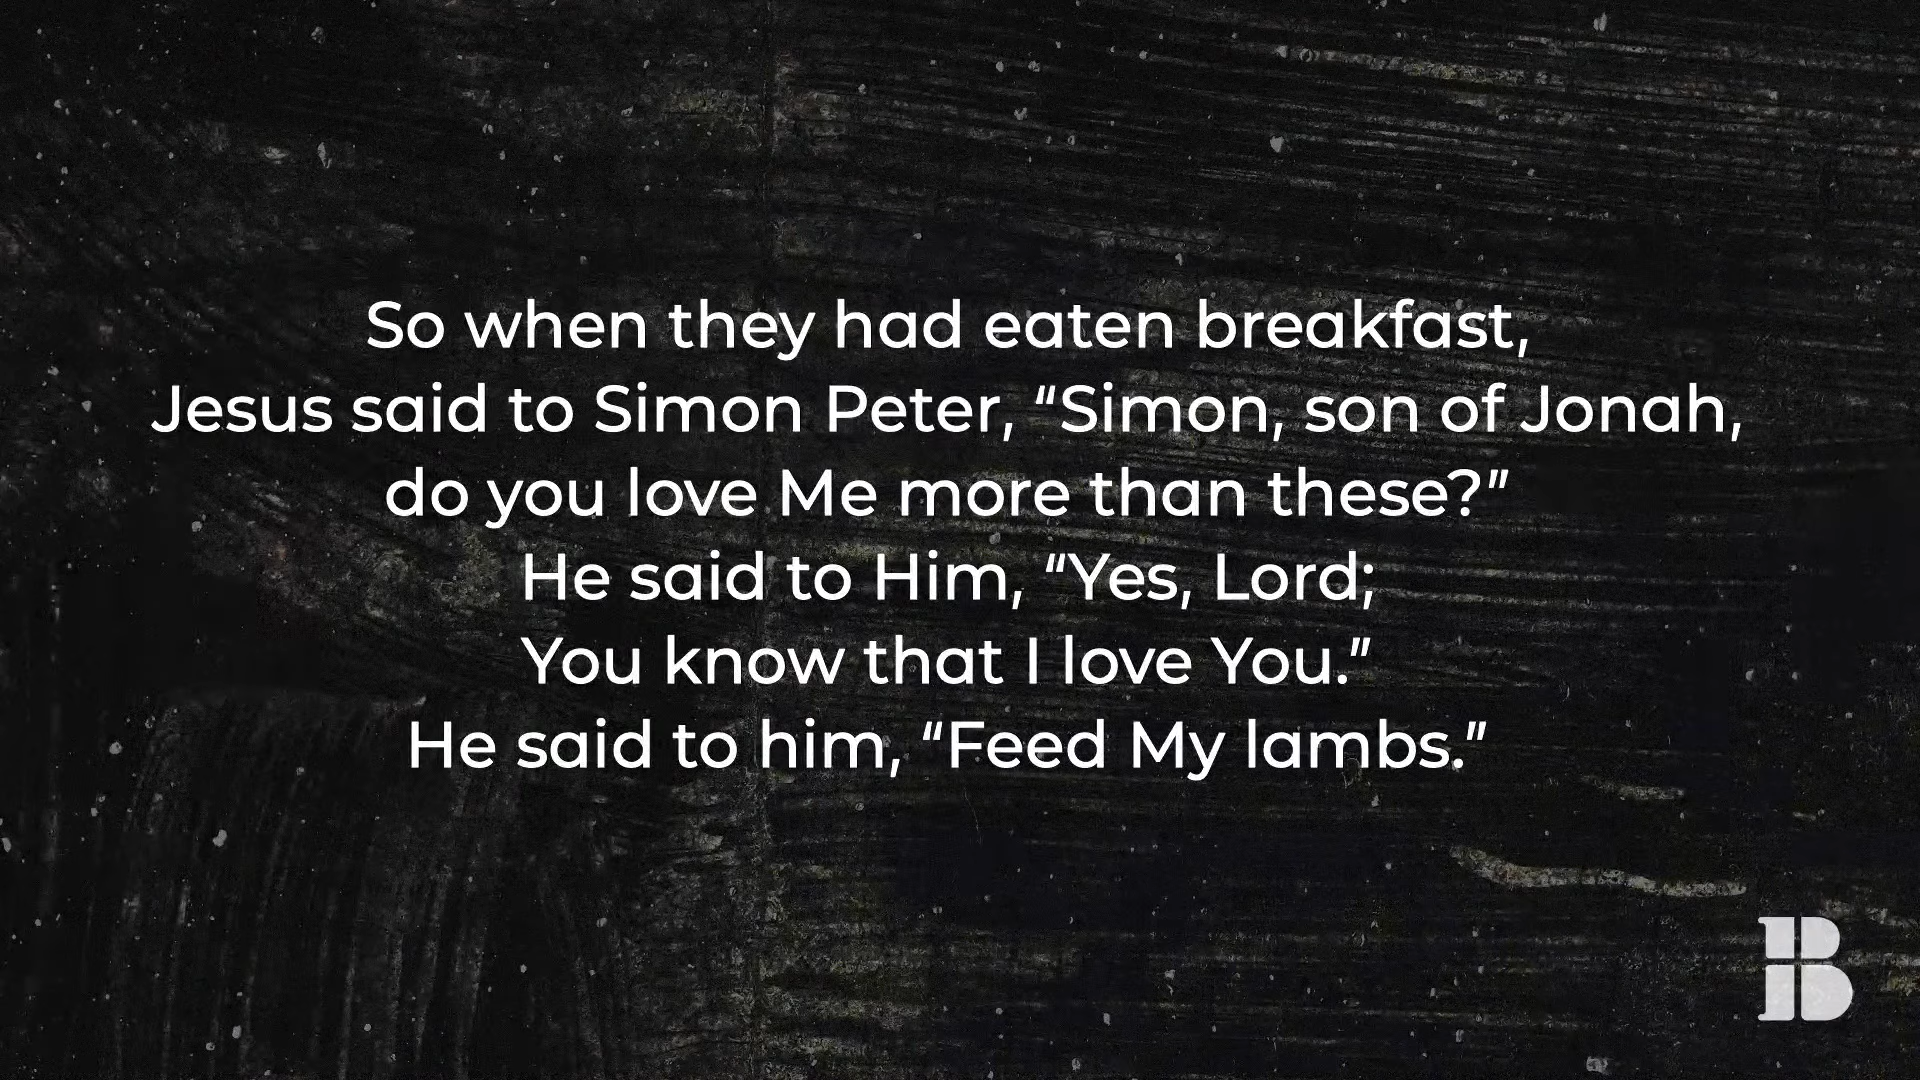 So when they had eaten breakfast,
Jesus said to Simon Peter, “Simon, son of Jonah,
do you love Me more than these?”
He said to Him, “Yes, Lord;
You know that I love You.”
He said to him, “Feed My lambs.”
B